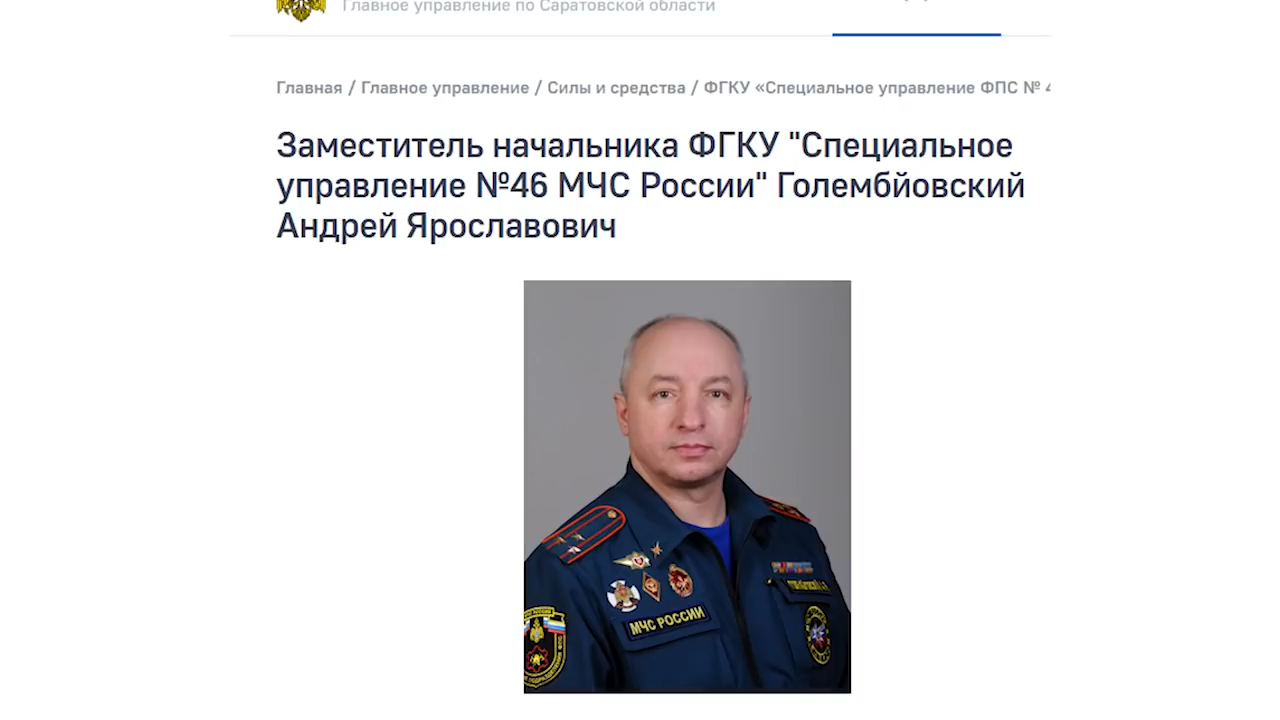 Главное управление по Саратовской области
Главная / Главное управление / Силы и средства / ФГКУ «Специальное управление ФПС №
Заместитель начальника ФГКУ "Специальное
управление №46 МЧС России" Голембйовский
Андрей Ярославович
МЧС РОССИИ